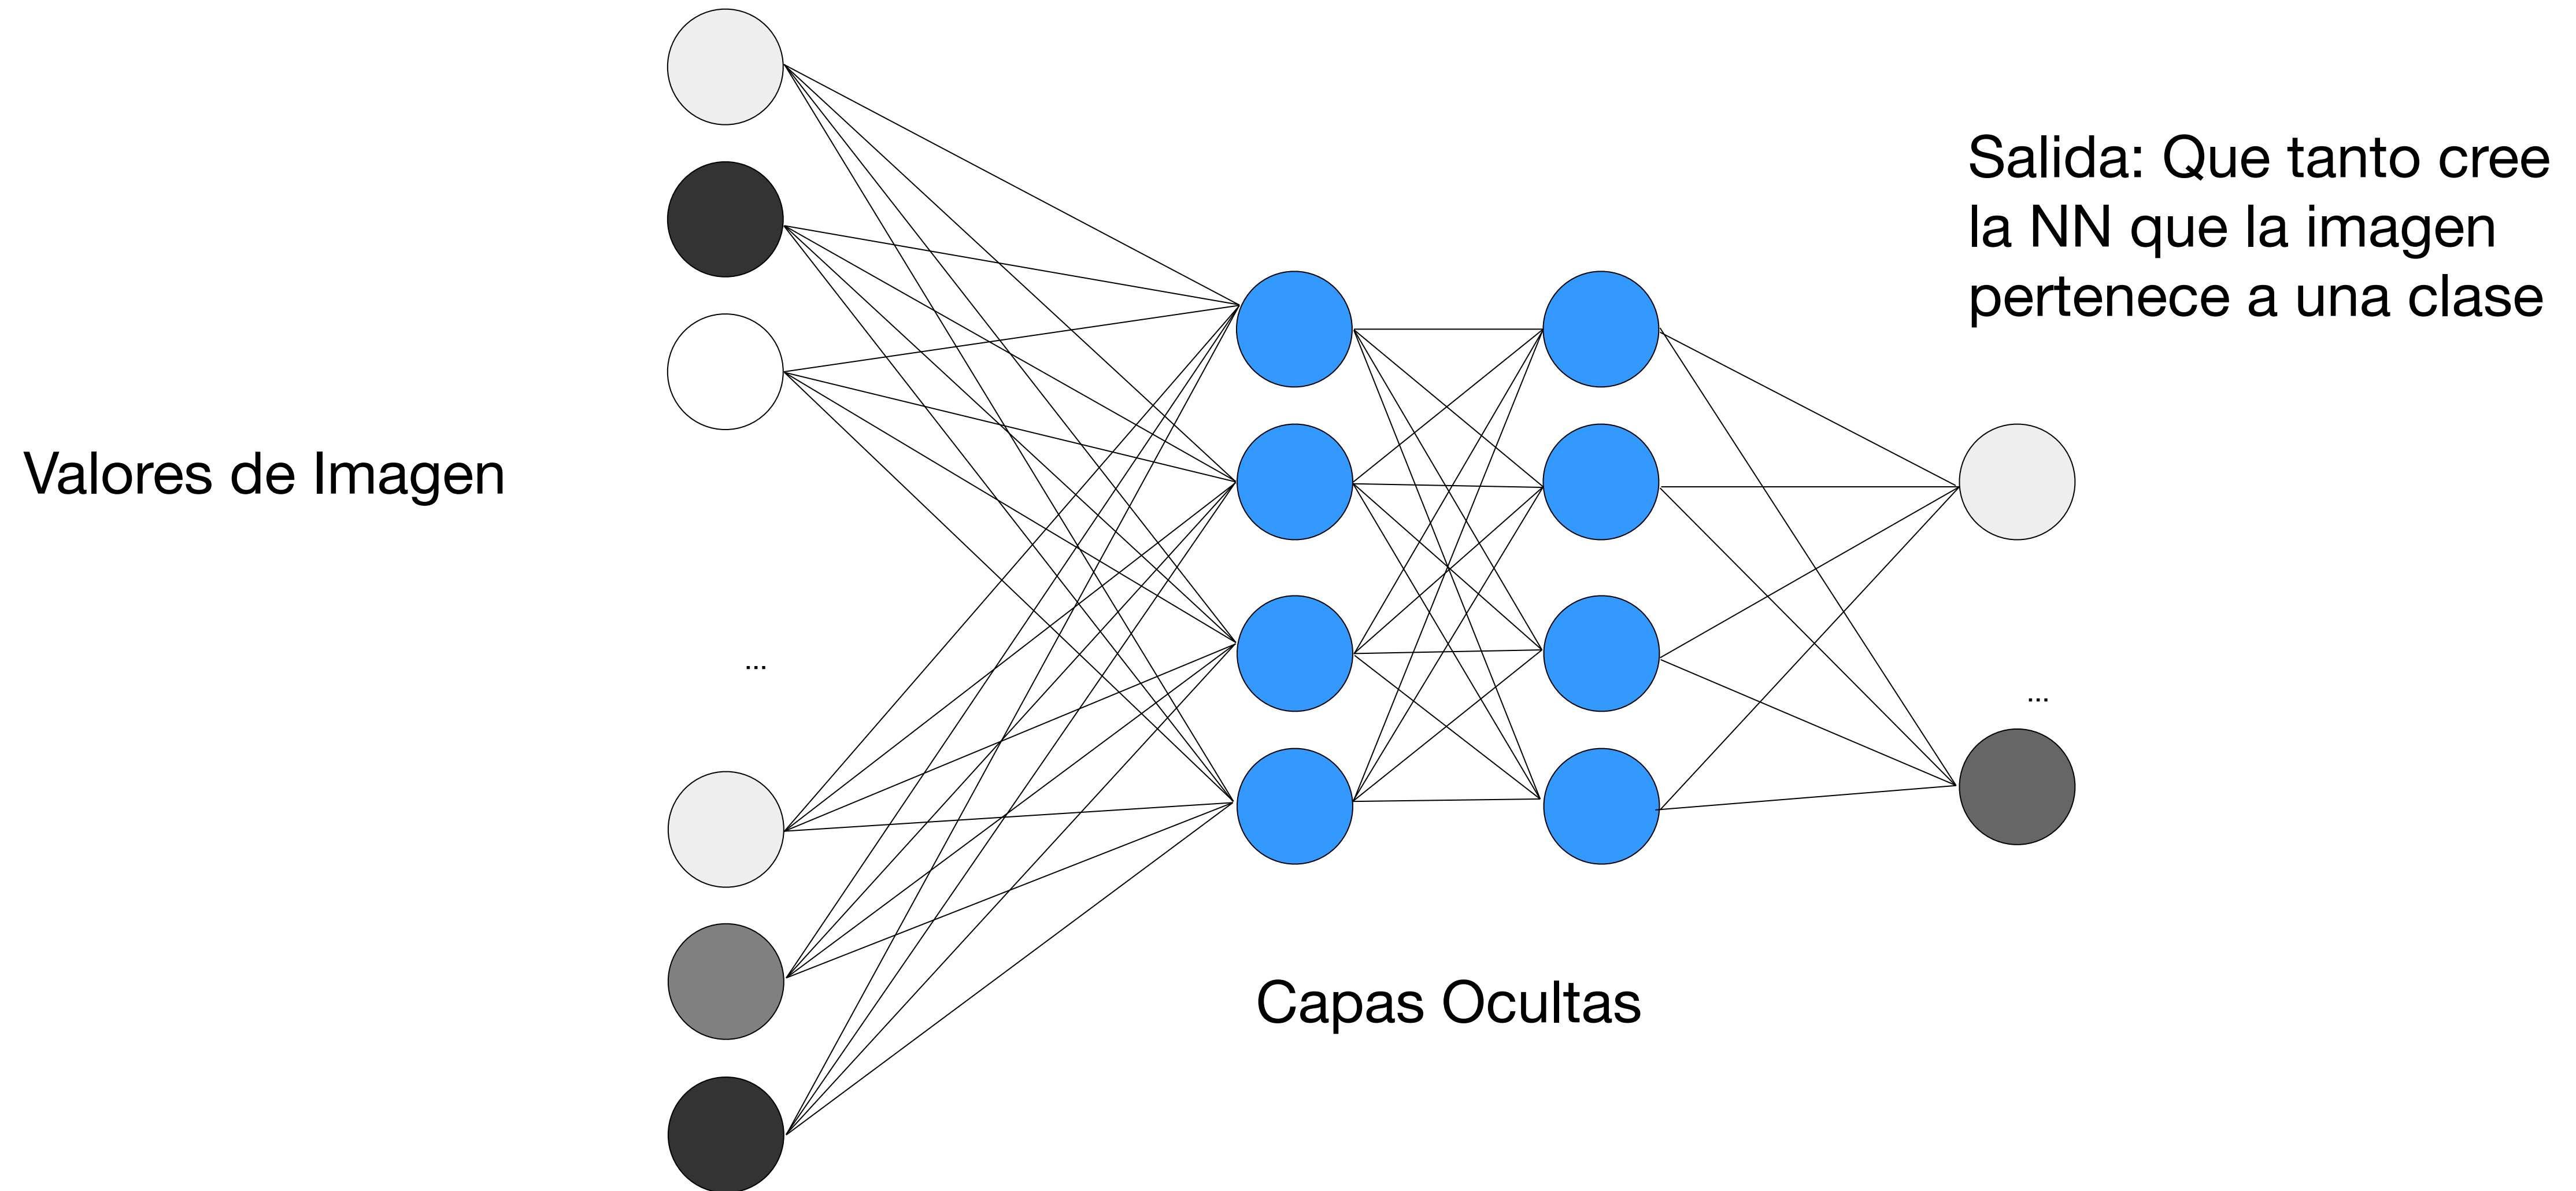 Salida: Que tanto cree
la NN que la imagen
pertenece a una clase
Valores de Imagen
...
...
Capas Ocultas